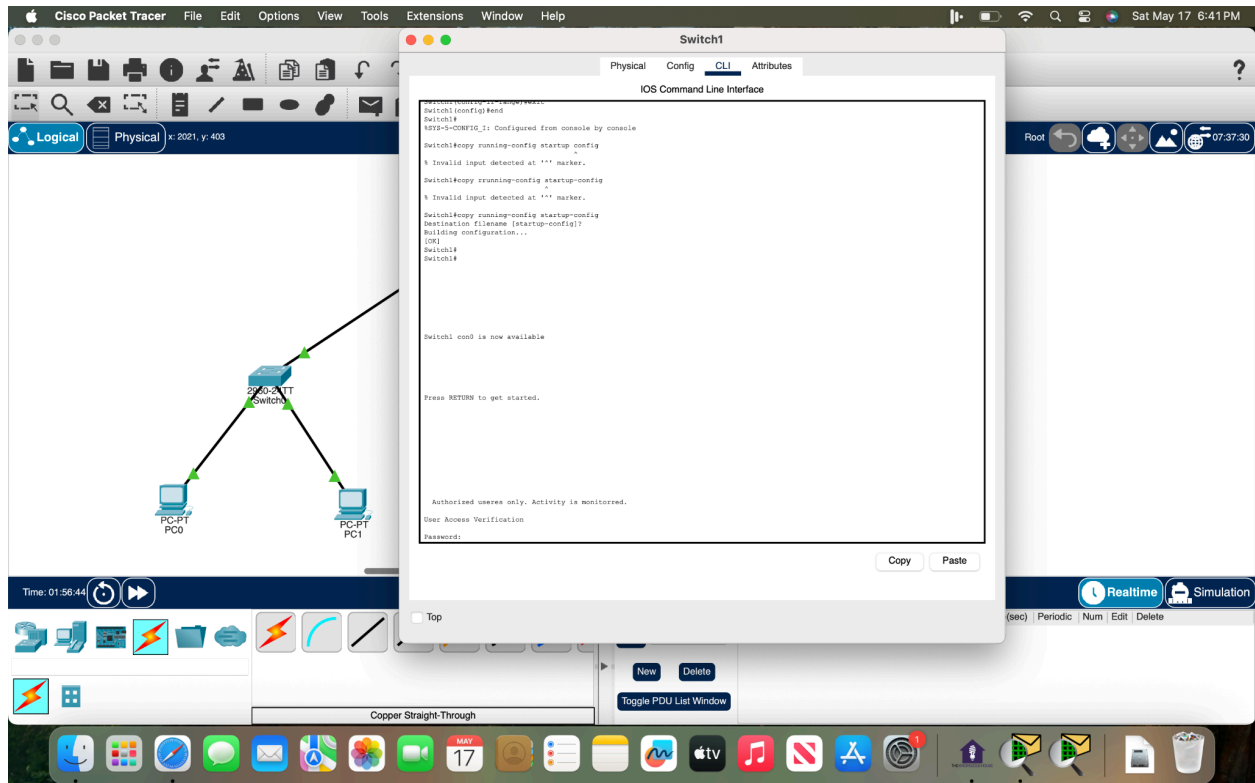 Cisco Packet Tracer File Edit Options View Tools Extensions Window Help Sat May 17 6:41 PM
Switch1
Physical Config CLI Attributes
IOS Command Line Interface
Logical Physical x: 2021, y: 403 Root 07:37:30
Switch1(config-if-range)#exit
Switch1(config)#end
Switch1#
%SYS-5-CONFIG_I: Configured from console by console
Switch1#copy running-config startup config
^
% Invalid input detected at '^' marker.
Switch1#copy rrunning-config startup-config
^
% Invalid input detected at '^' marker.
Switch1#copy running-config startup-config
Destination filename [startup-config]?
Building configuration...
[OK]
Switch1#
Switch1#
Switch1 con0 is now available
Press RETURN to get started.
Authorized useres only. Activity is monitorred.
User Access Verification
Password:
2960-24TT
Switch0
PC-PT
PC0
PC-PT
PC1
Copy Paste
Time: 01:56:44 Realtime Simulation
Top
(sec) Periodic Num Edit Delete
New Delete
Toggle PDU List Window
Copper Straight-Through
MAY
17
tv
1